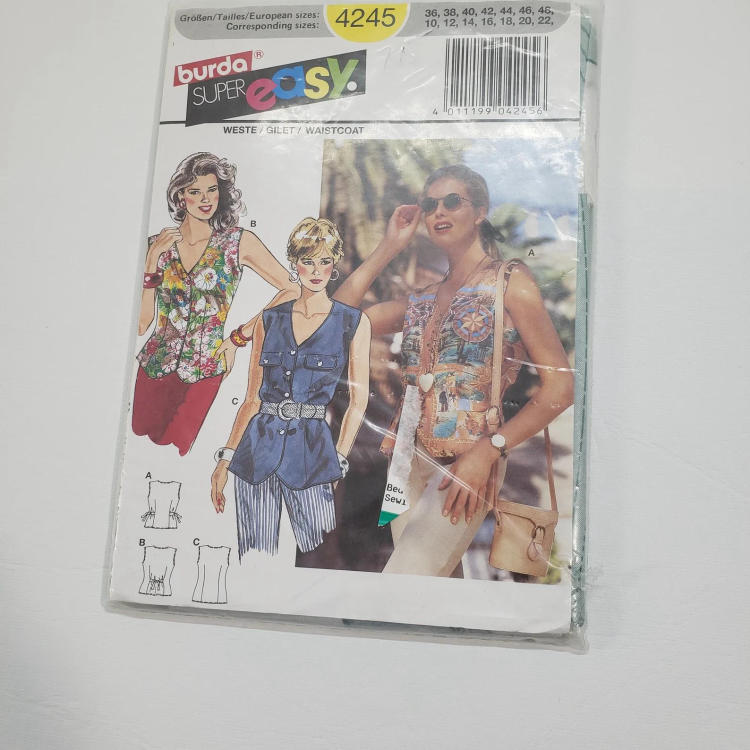 Größen/Tailles/European sizes:
Corresponding sizes:
4245
36, 38, 40, 42, 44, 46, 48,
10, 12, 14, 16, 18, 20, 22,
burda®
SUPER easy.
4 011199 042456
WESTE / GILET / WAISTCOAT
B
A
C
Sewi
A
B
C